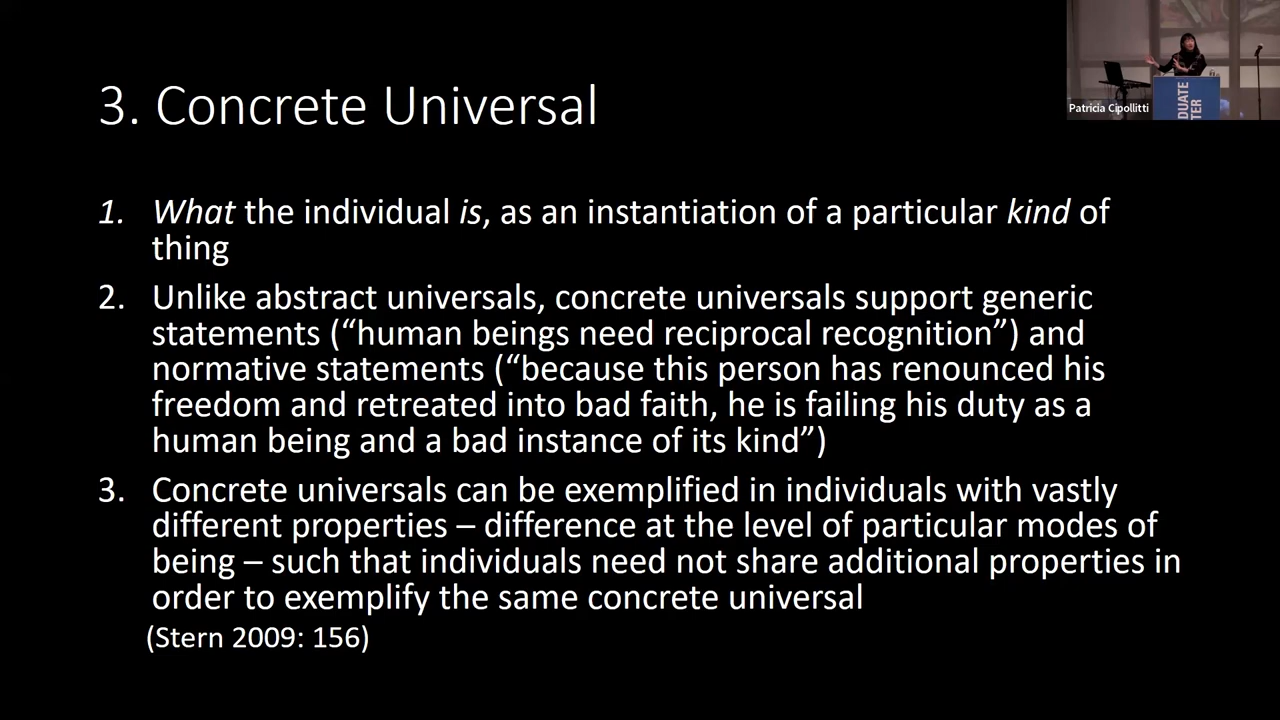 3. Concrete Universal
Patricia Cipollitti
DUATE
TER
1. What the individual is, as an instantiation of a particular kind of
thing
2. Unlike abstract universals, concrete universals support generic
statements (“human beings need reciprocal recognition”) and
normative statements (“because this person has renounced his
freedom and retreated into bad faith, he is failing his duty as a
human being and a bad instance of its kind”)
3. Concrete universals can be exemplified in individuals with vastly
different properties – difference at the level of particular modes of
being – such that individuals need not share additional properties in
order to exemplify the same concrete universal
(Stern 2009: 156)